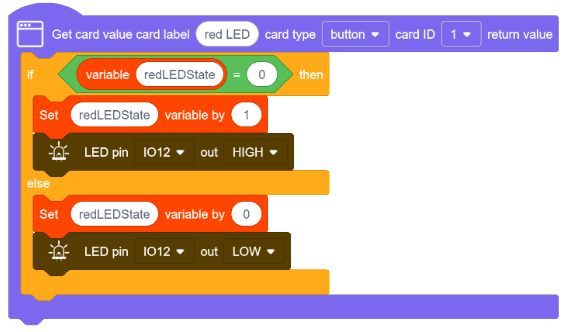 Get card value card label red LED card type button card ID 1 return value
if variable redLEDState = 0 then
Set redLEDState variable by 1
LED pin IO12 out HIGH
else
Set redLEDState variable by 0
LED pin IO12 out LOW